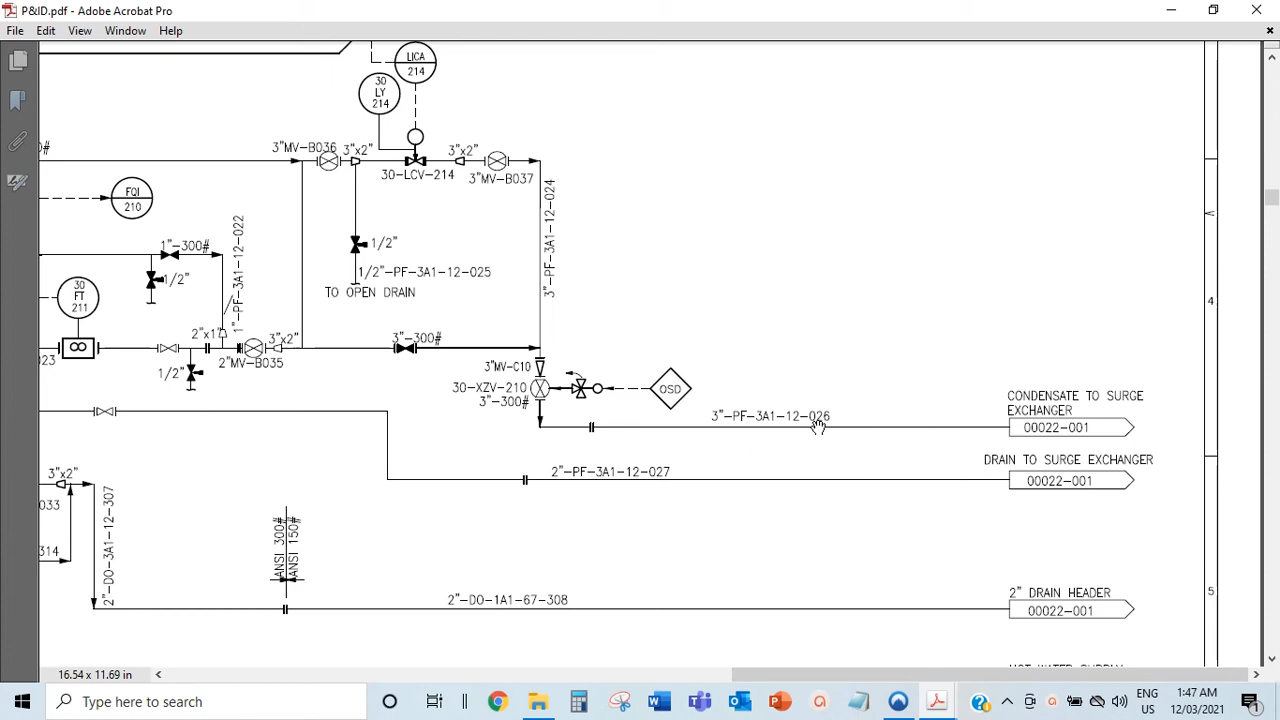 P&ID.pdf - Adobe Acrobat Pro
File Edit View Window Help
LICA
214
30
LY
214
3"MV-B036
3"x2"
3"x2"
30-LCV-214
3"MV-B037
FQI
210
1"-300#
1/2"
1"-PF-3A1-12-022
1/2"
1/2"-PF-3A1-12-025
TO OPEN DRAIN
3"-PF-3A1-12-024
30
FT
211
023
2"x1"
3"x2"
2"MV-B035
1/2"
3"-300#
3"MV-C10
30-XZV-210
3"-300#
OSD
3"-PF-3A1-12-026
CONDENSATE TO SURGE
EXCHANGER
00022-001
2"-PF-3A1-12-027
DRAIN TO SURGE EXCHANGER
00022-001
3"x2"
033
314
2"-DO-3A1-12-307
ANSI 300#
ANSI 150#
2"-DO-1A1-67-308
2" DRAIN HEADER
00022-001
4
5
16.54 x 11.69 in
Type here to search
ENG
US
1:47 AM
12/03/2021